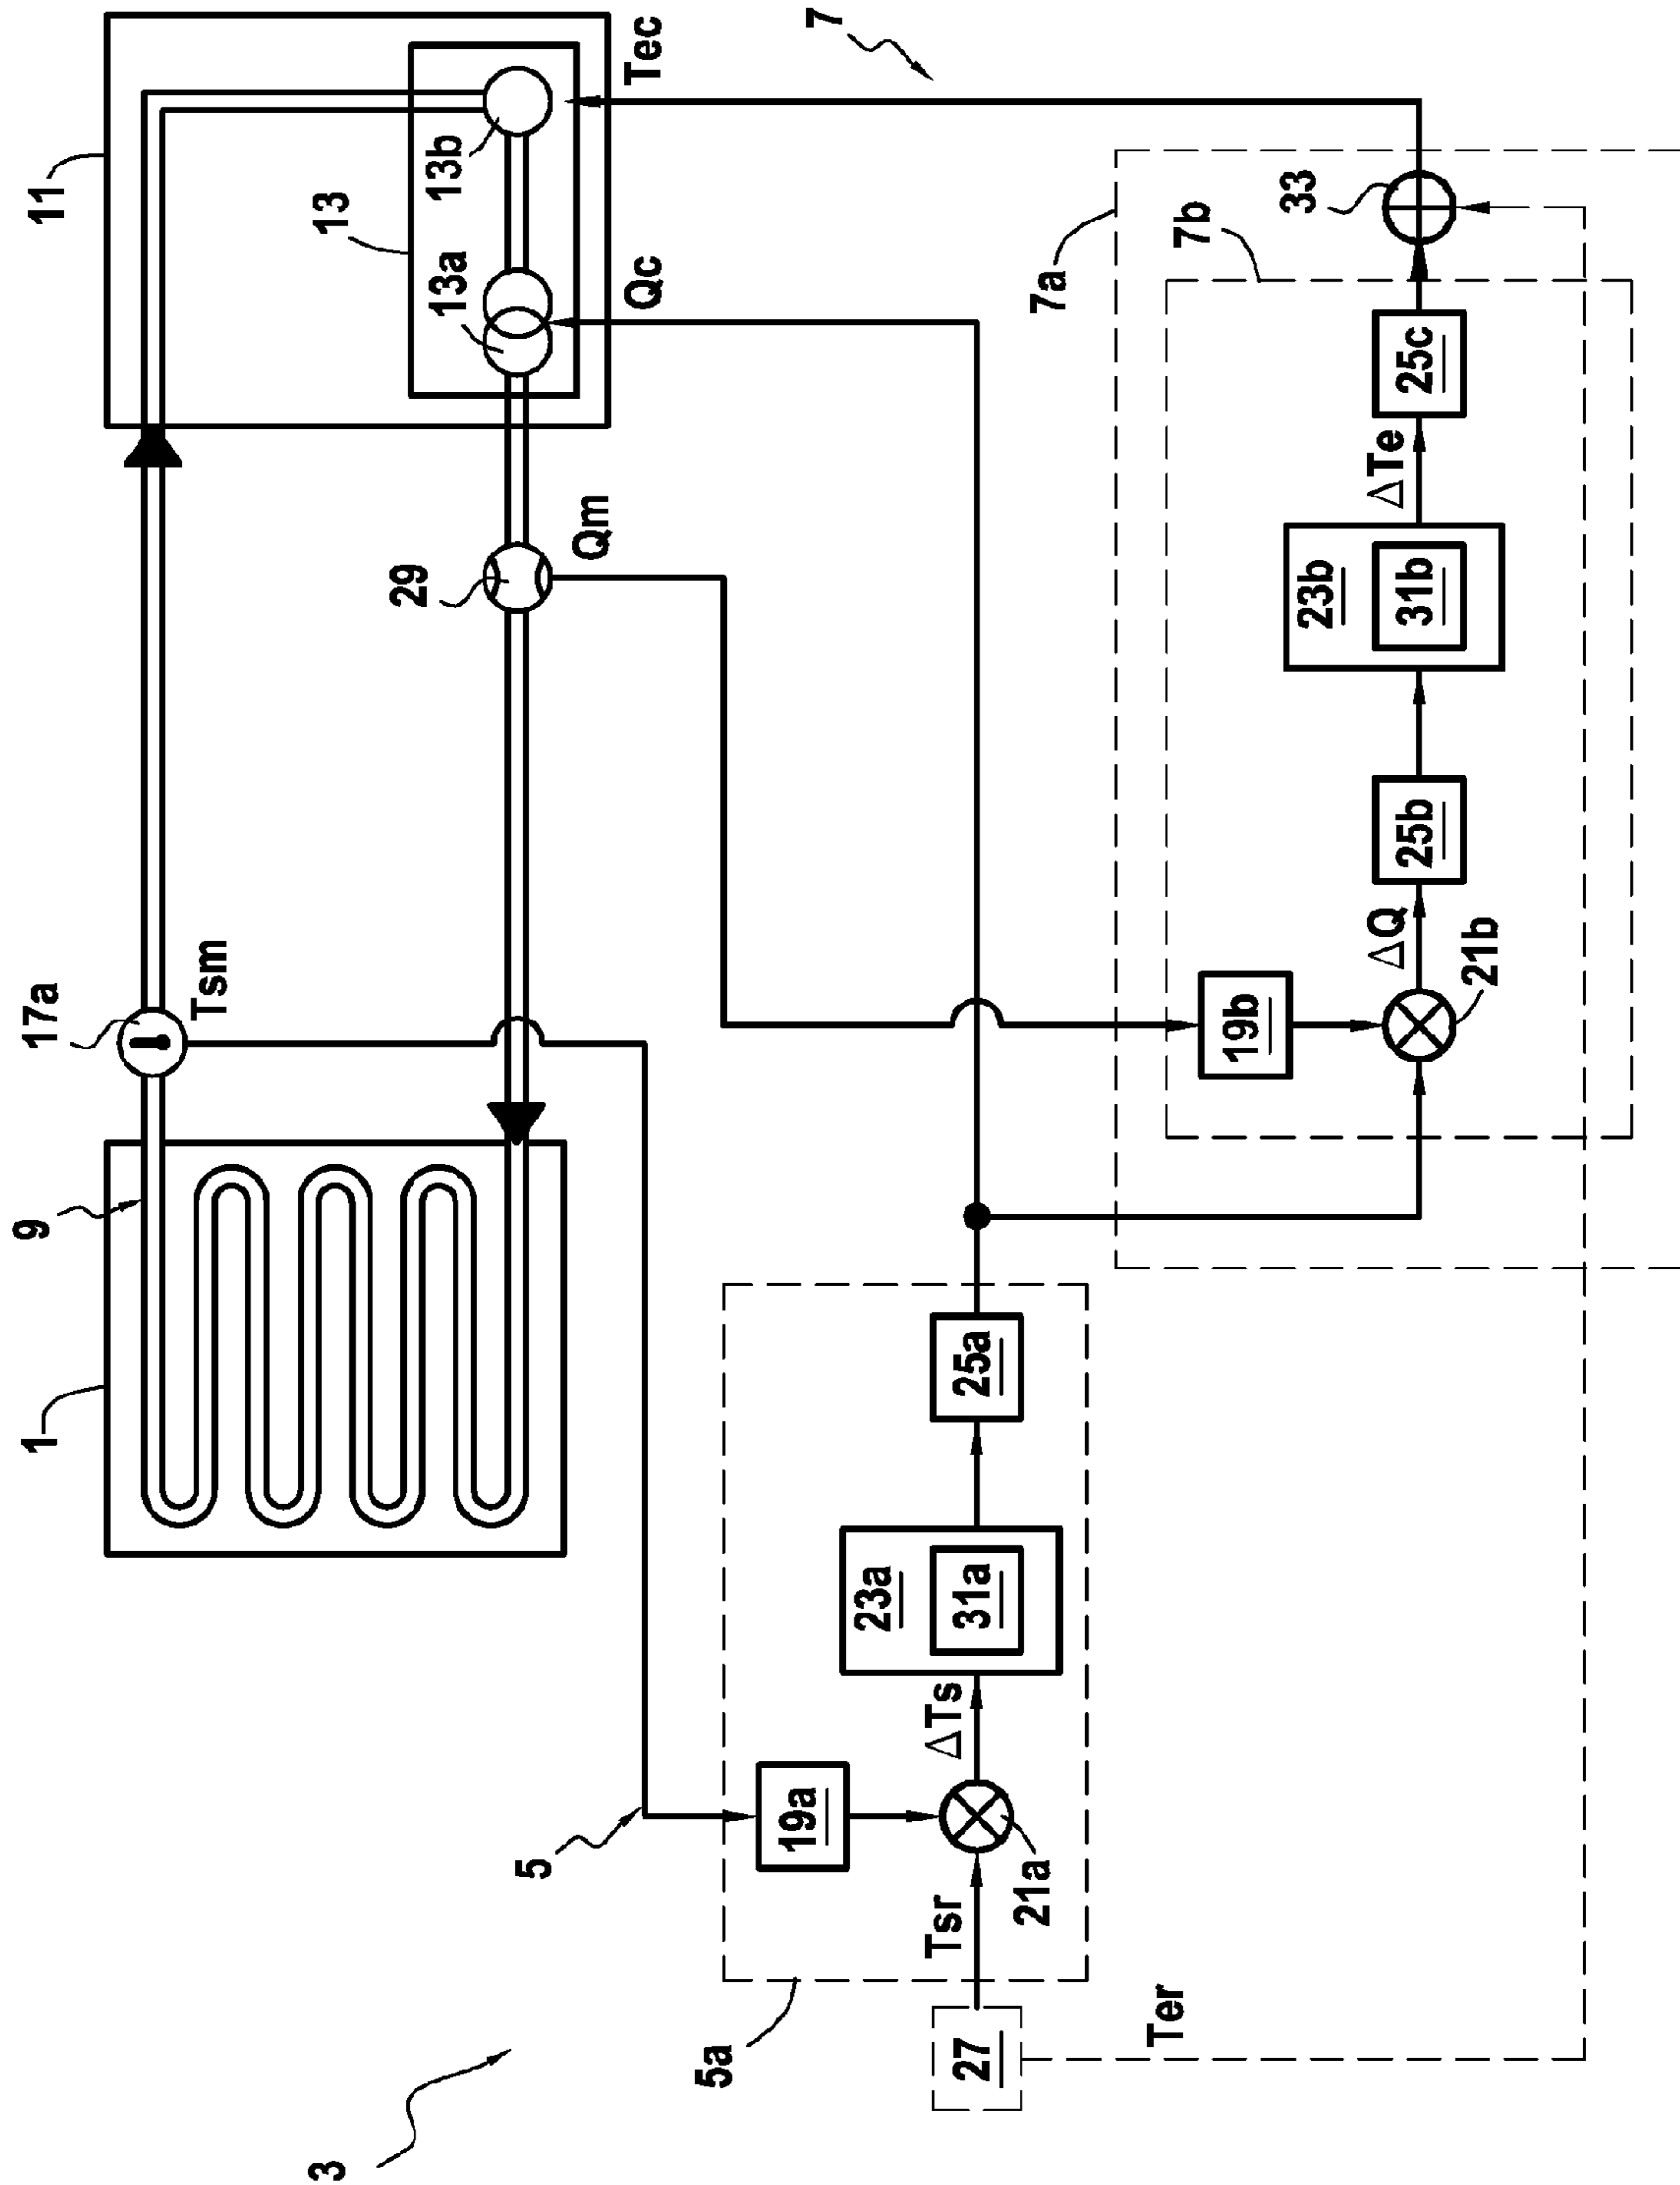 11
13
13b
13a
Tec
Qc
7
33
7b
7a
25c
ΔTe
23b
31b
25b
ΔQ
21b
19b
Qm
29
17a
Tsm
9
1
25a
23a
31a
ΔTs
19a
21a
Tsr
5
5a
27
Ter
3